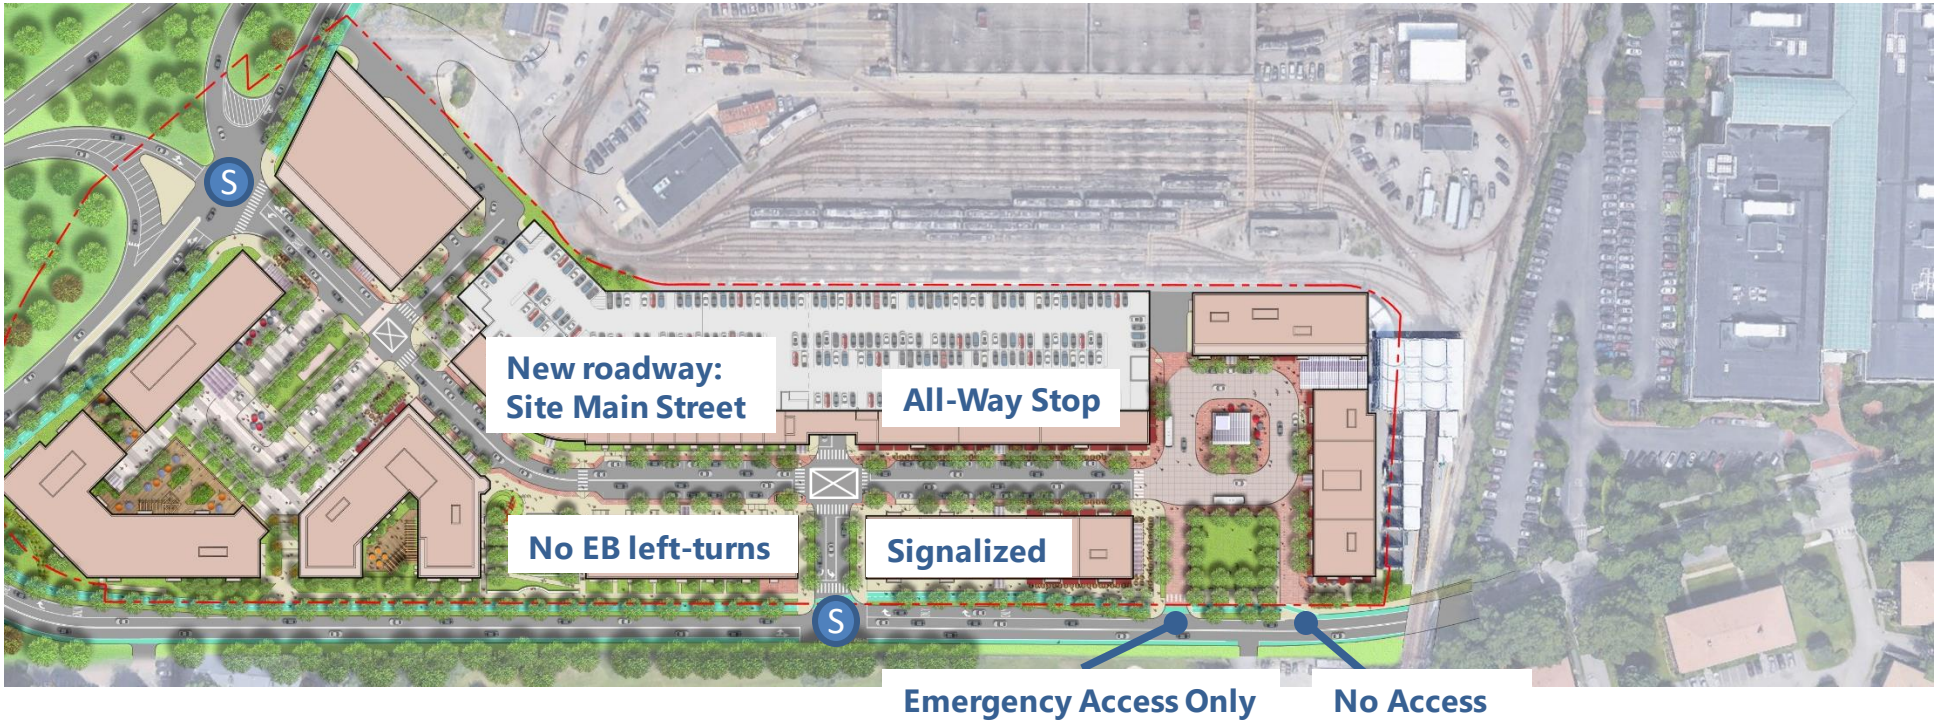 S
New roadway:
Site Main Street
All-Way Stop
No EB left-turns
Signalized
S
Emergency Access Only
No Access